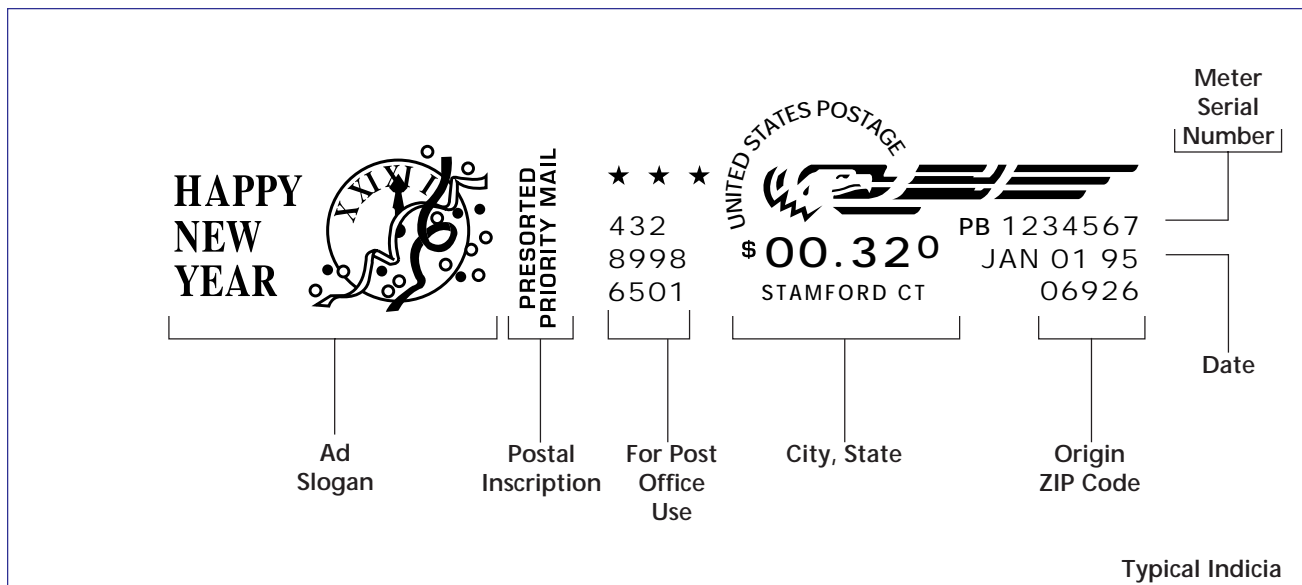 Meter
Serial
Number
HAPPY
NEW
YEAR
XXIXVIII
PRESORTED
PRIORITY MAIL
★ ★ ★
432
8998
6501
UNITED STATES POSTAGE
$00.320
STAMFORD CT
PB 1234567
JAN 01 95
06926
Date
Ad
Slogan
Postal
Inscription
For Post
Office
Use
City, State
Origin
ZIP Code
Typical Indicia